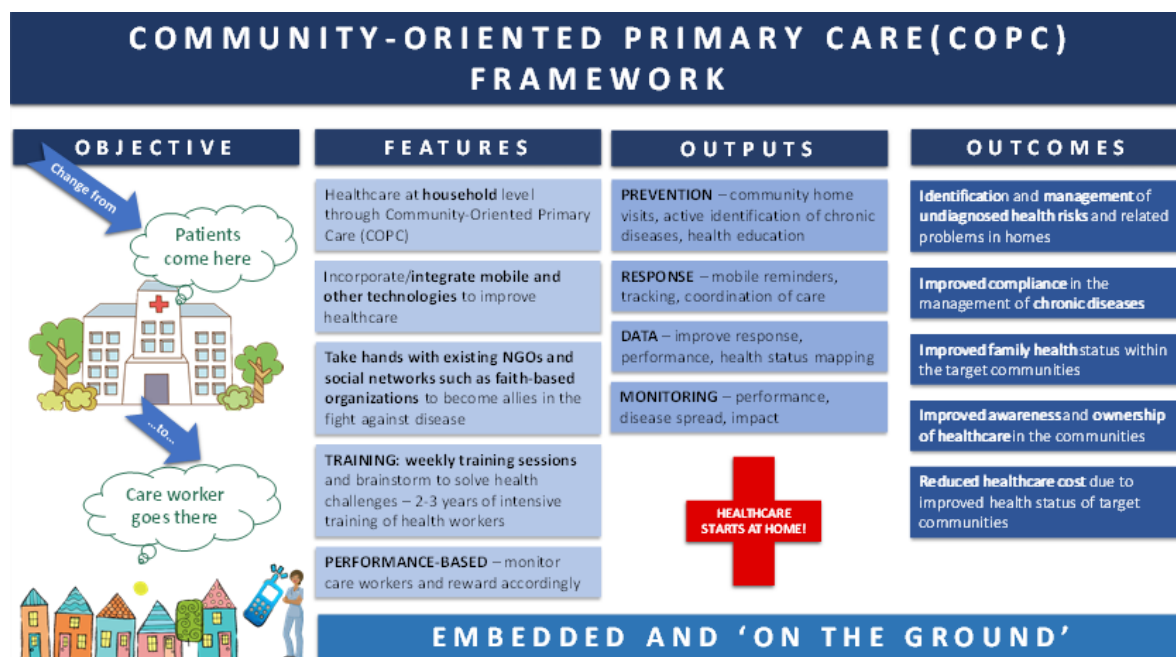 COMMUNITY-ORIENTED PRIMARY CARE(COPC)
FRAMEWORK
OBJECTIVE
Change from
Patients
come here
...to...
Care worker
goes there
FEATURES
Healthcare at household level
through Community-Oriented Primary
Care (COPC)
Incorporate/integrate mobile and
other technologies to improve
healthcare
Take hands with existing NGOs and
social networks such as faith-based
organizations to become allies in the
fight against disease
TRAINING: weekly training sessions
and brainstorm to solve health
challenges – 2-3 years of intensive
training of health workers
PERFORMANCE-BASED – monitor
care workers and reward accordingly
OUTPUTS
PREVENTION – community home
visits, active identification of chronic
diseases, health education
RESPONSE – mobile reminders,
tracking, coordination of care
DATA – improve response,
performance, health status mapping
MONITORING – performance,
disease spread, impact
HEALTHCARE
STARTS AT HOME!
OUTCOMES
Identification and management of
undiagnosed health risks and related
problems in homes
Improved compliance in the
management of chronic diseases
Improved family health status within
the target communities
Improved awareness and ownership
of healthcare in the communities
Reduced healthcare cost due to
improved health status of target
communities
EMBEDDED AND ‘ON THE GROUND’